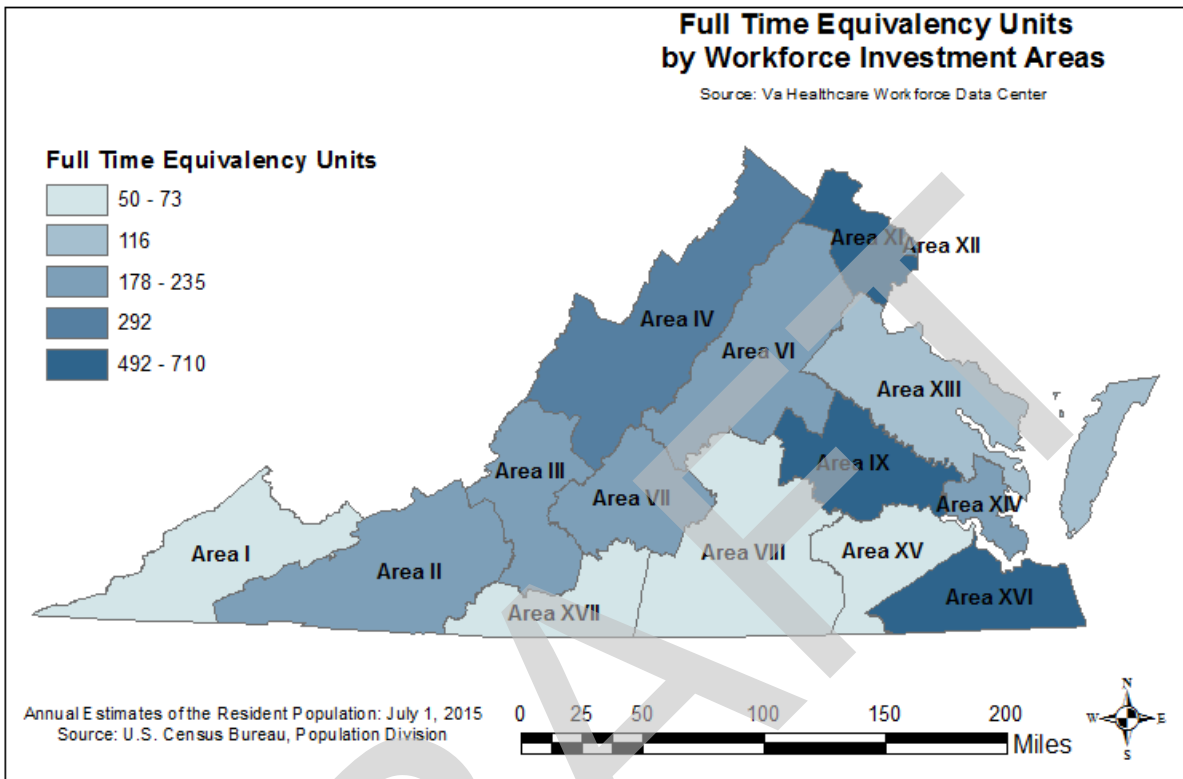 Full Time Equivalency Units
by Workforce Investment Areas
Source: Va Healthcare Workforce Data Center
Full Time Equivalency Units
50 - 73
116
178 - 235
292
492 - 710
Area XI
Area XII
Area IV
Area VI
Area XIII
Area III
Area IX
Area VII
Area XIV
Area I
Area II
Area VIII
Area XV
Area XVII
Area XVI
Annual Estimates of the Resident Population: July 1, 2015
Source: U.S. Census Bureau, Population Division
0 25 50 100 150 200
Miles
N
W E
S
DRAFT